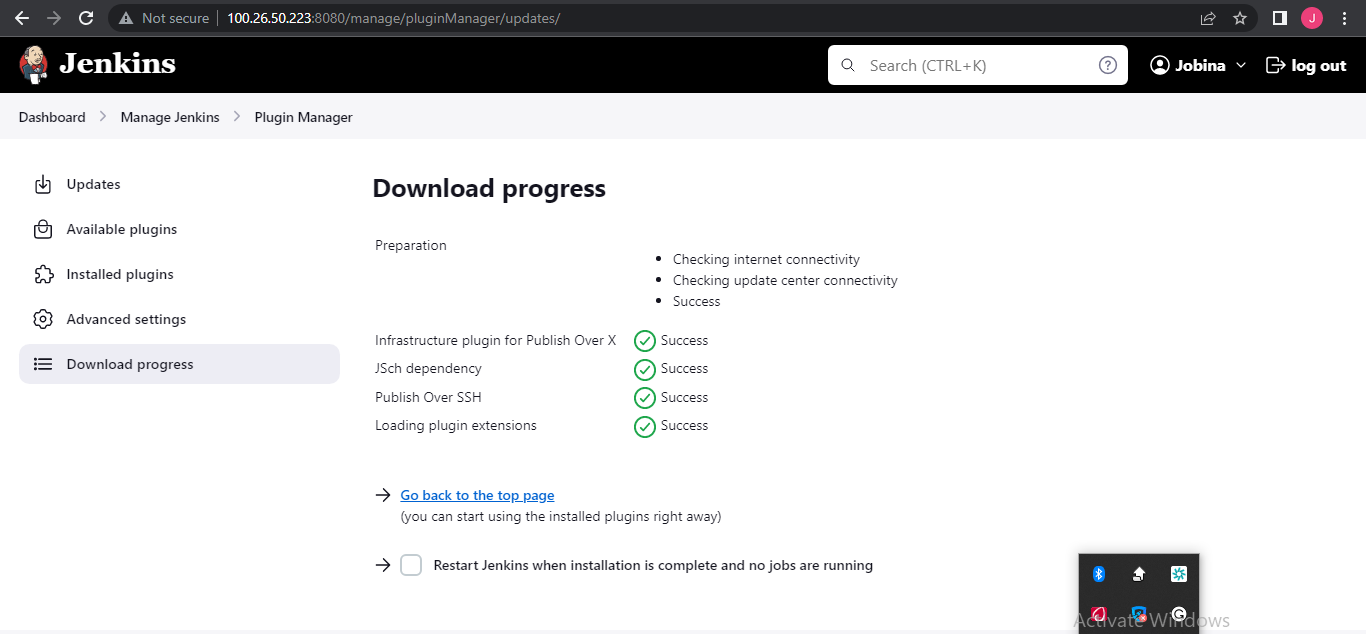 Not secure | 100.26.50.223:8080/manage/pluginManager/updates/
J
Jenkins
Search (CTRL+K)
?
Jobina
log out
Dashboard
Manage Jenkins
Plugin Manager
Updates
Available plugins
Installed plugins
Advanced settings
Download progress
Download progress
Preparation
Checking internet connectivity
Checking update center connectivity
Success
Infrastructure plugin for Publish Over X Success
JSch dependency Success
Publish Over SSH Success
Loading plugin extensions Success
Go back to the top page
(you can start using the installed plugins right away)
Restart Jenkins when installation is complete and no jobs are running
Activate Windows